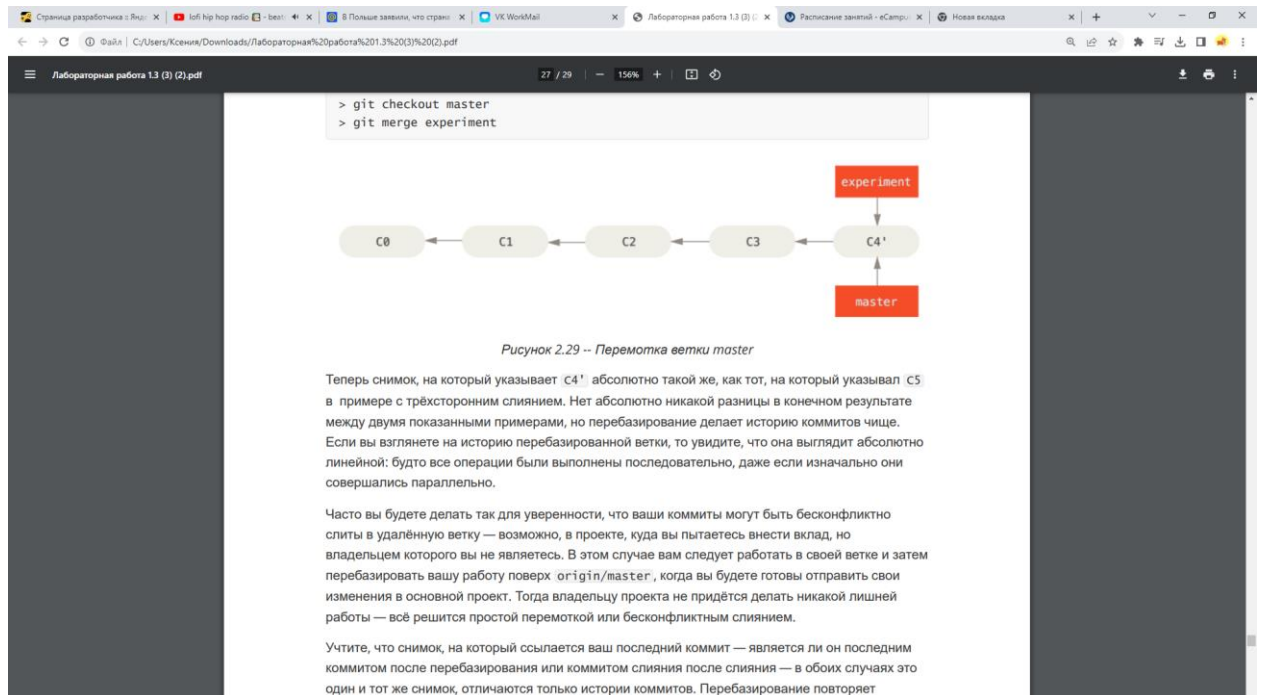 Страница разработчика с Янде
lofi hip hop radio - beats
В Польше заявили, что стран
VK WorkMail
Лабораторная работа 1.3 (3) (
Расписание занятий - eCampu
Новая вкладка
Файл | C:/Users/Ксения/Downloads/Лабораторная%20работа%201.3%20(3)%20(2).pdf
Лабораторная работа 1.3 (3) (2).pdf
27 / 29
156%
> git checkout master
> git merge experiment
experiment
C0 C1 C2 C3 C4'
master
Рисунок 2.29 -- Перемотка ветки master
Теперь снимок, на который указывает C4' абсолютно такой же, как тот, на который указывал C5
в примере с трёхсторонним слиянием. Нет абсолютно никакой разницы в конечном результате
между двумя показанными примерами, но перебазирование делает историю коммитов чище.
Если вы взглянете на историю перебазированной ветки, то увидите, что она выглядит абсолютно
линейной: будто все операции были выполнены последовательно, даже если изначально они
совершались параллельно.
Часто вы будете делать так для уверенности, что ваши коммиты могут быть бесконфликтно
слиты в удалённую ветку — возможно, в проекте, куда вы пытаетесь внести вклад, но
владельцем которого вы не являетесь. В этом случае вам следует работать в своей ветке и затем
перебазировать вашу работу поверх origin/master, когда вы будете готовы отправить свои
изменения в основной проект. Тогда владельцу проекта не придётся делать никакой лишней
работы — всё решится простой перемоткой или бесконфликтным слиянием.
Учтите, что снимок, на который ссылается ваш последний коммит — является ли он последним
коммитом после перебазирования или коммитом слияния после слияния — в обоих случаях это
один и тот же снимок, отличаются только истории коммитов. Перебазирование повторяет